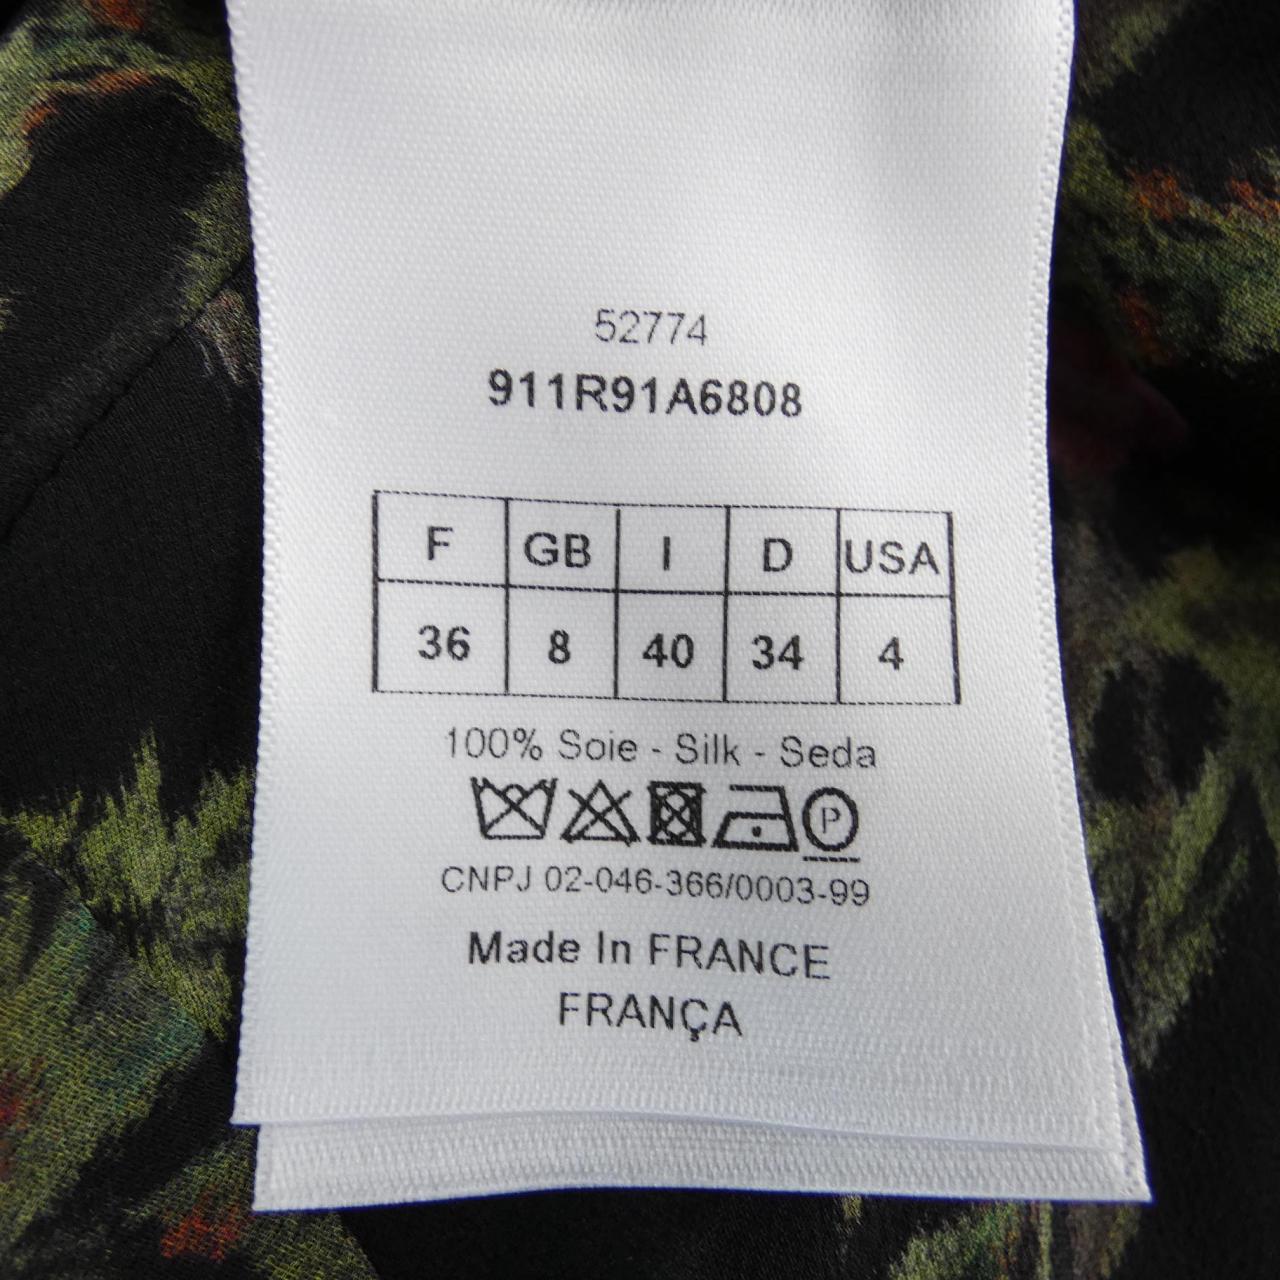 52774
911R91A6808
F GB I D USA
36 8 40 34 4
100% Soie - Silk - Seda
P
CNPJ 02-046-366/0003-99
Made In FRANCE
FRANÇA